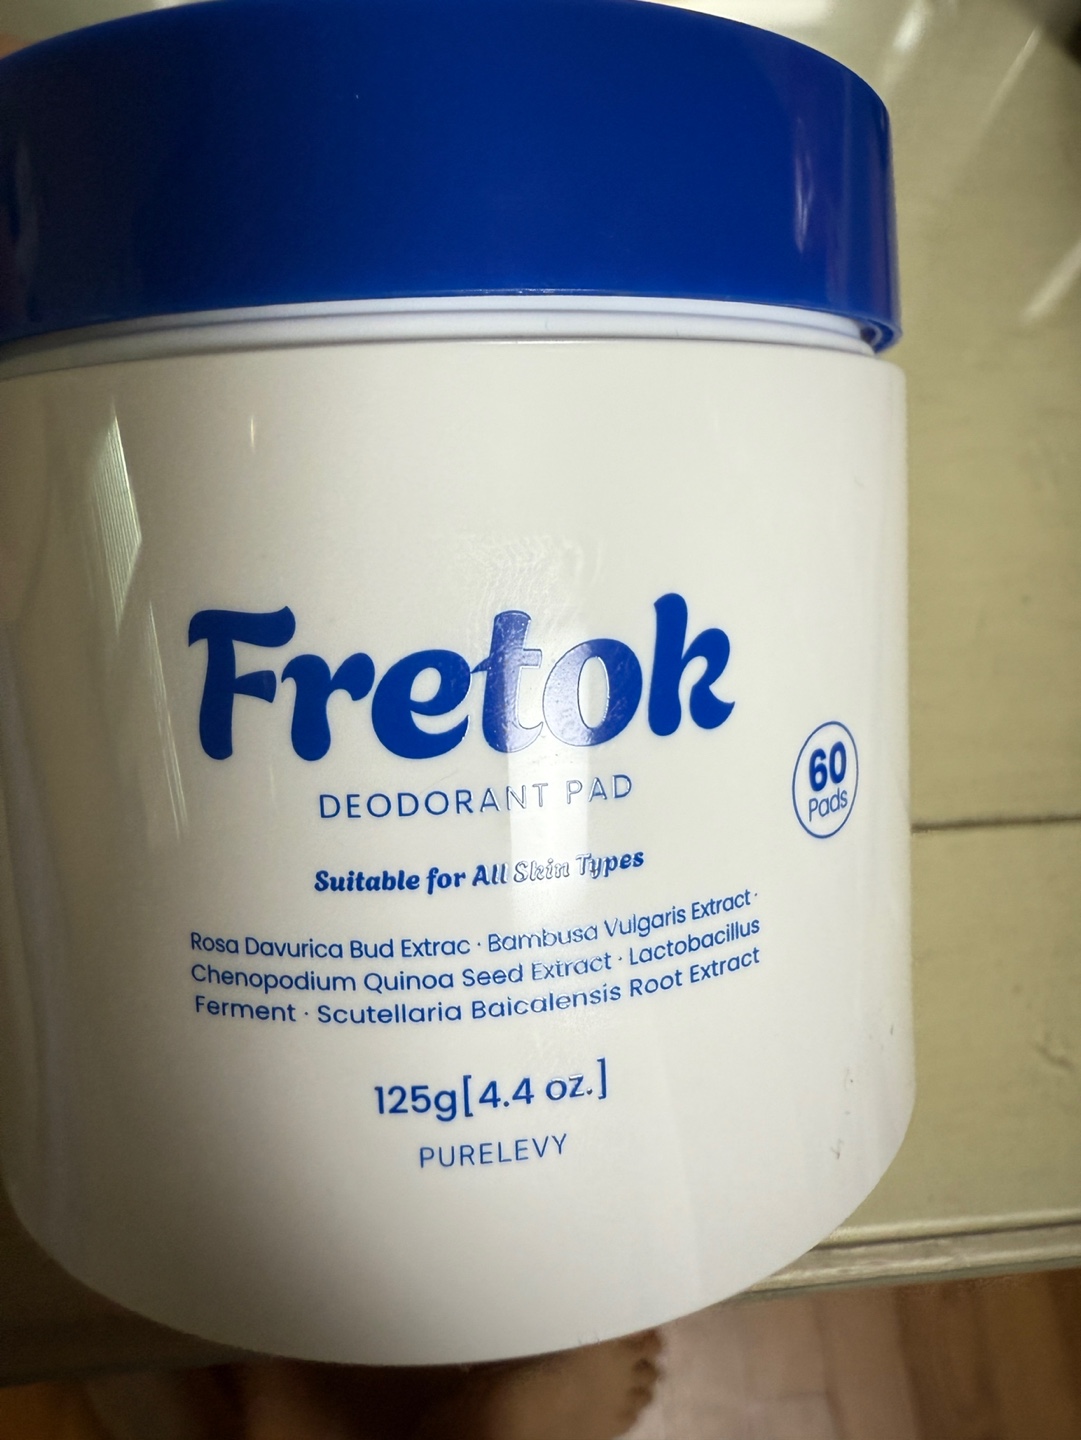 Fretok
DEODORANT PAD
60
Pads
Suitable for All Skin Types
Rosa Davurica Bud Extrac · Bambusa Vulgaris Extract ·
Chenopodium Quinoa Seed Extract · Lactobacillus
Ferment · Scutellaria Baicalensis Root Extract
125g[4.4 oz.]
PURELEVY